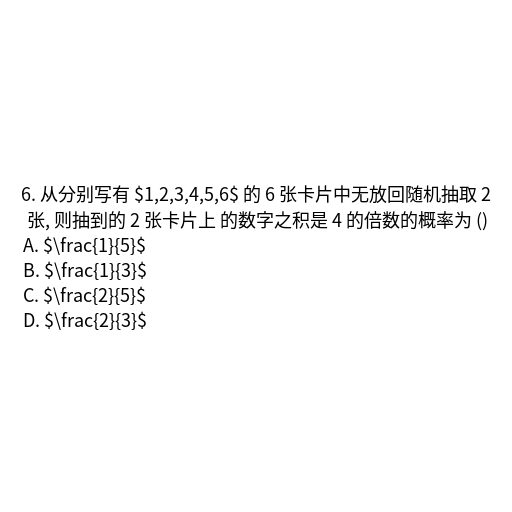 6. 从分别写有 $1,2,3,4,5,6$ 的 6 张卡片中无放回随机抽取 2
张, 则抽到的 2 张卡片上 的数字之积是 4 的倍数的概率为 ()
A. $\frac{1}{5}$
B. $\frac{1}{3}$
C. $\frac{2}{5}$
D. $\frac{2}{3}$